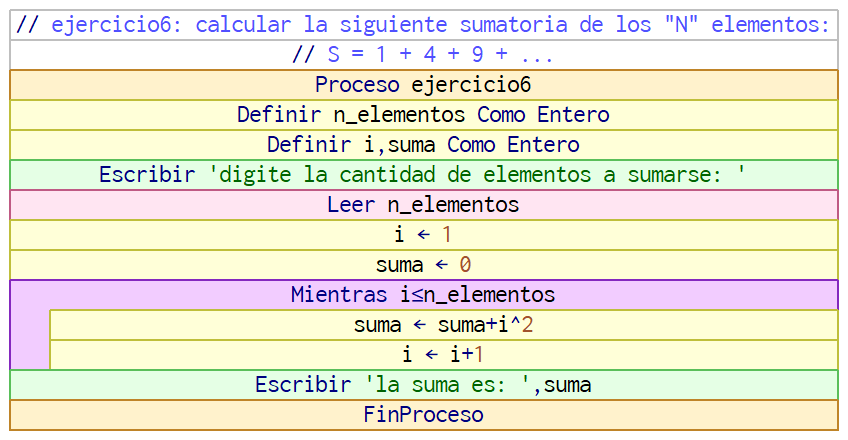 // ejercicio6: calcular la siguiente sumatoria de los "N" elementos:
// S = 1 + 4 + 9 + ...
Proceso ejercicio6
Definir n_elementos Como Entero
Definir i,suma Como Entero
Escribir 'digite la cantidad de elementos a sumarse: '
Leer n_elementos
i ← 1
suma ← 0
Mientras i≤n_elementos
suma ← suma+i^2
i ← i+1
Escribir 'la suma es: ',suma
FinProceso